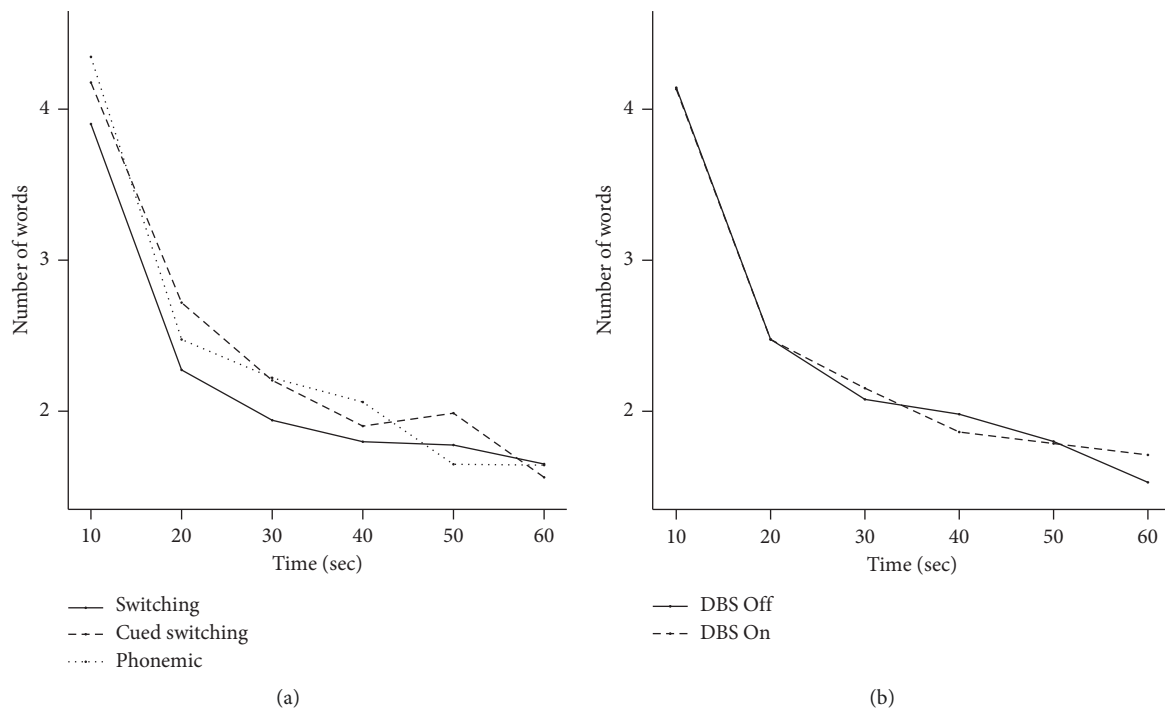 4
3
2
Number of words
10 20 30 40 50 60
Time (sec)
Switching
Cued switching
Phonemic
(a)
4
3
2
Number of words
10 20 30 40 50 60
Time (sec)
DBS Off
DBS On
(b)